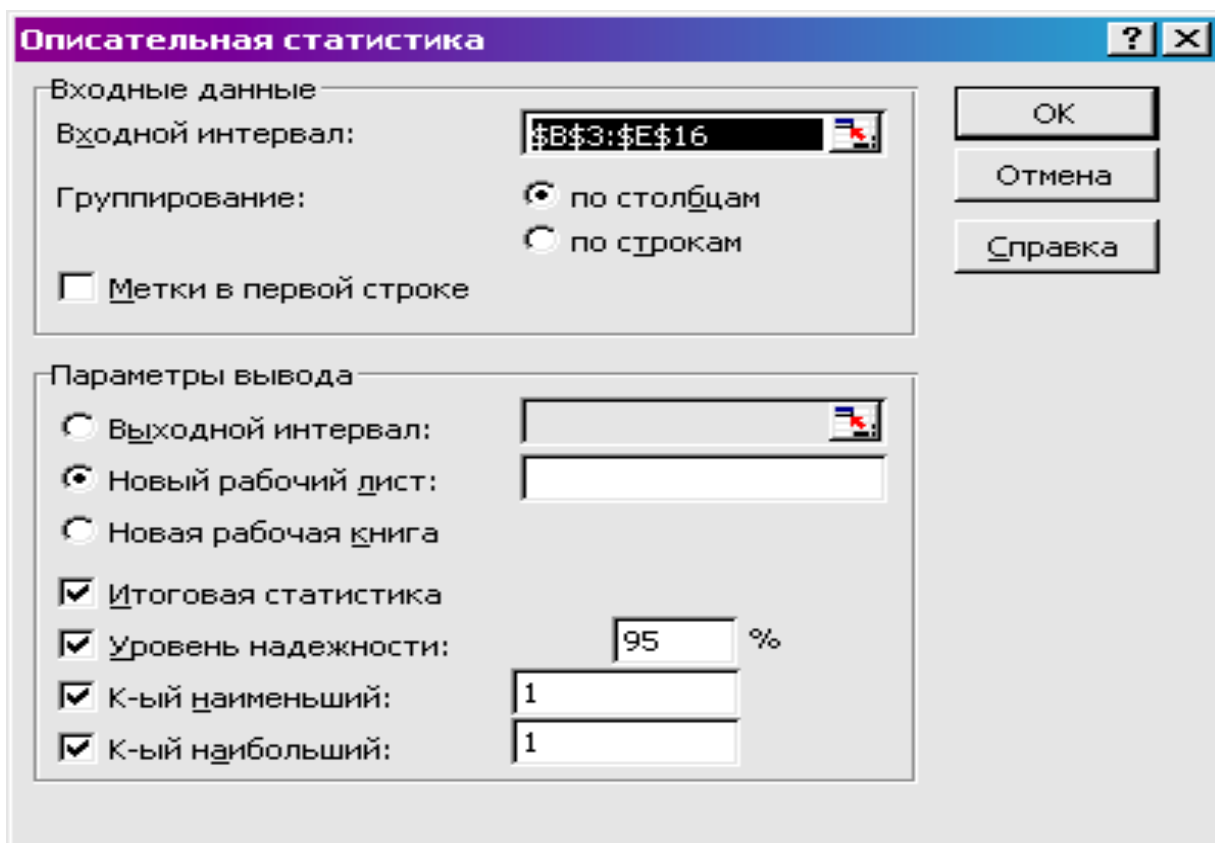 Описательная статистика
Входные данные
Входной интервал: $B$3:$E$16
Группирование: по столбцам
по строкам
Метки в первой строке
OK
Отмена
Справка
Параметры вывода
Выходной интервал:
Новый рабочий лист:
Новая рабочая книга
Итоговая статистика
Уровень надежности: 95 %
К-ый наименьший: 1
К-ый наибольший: 1